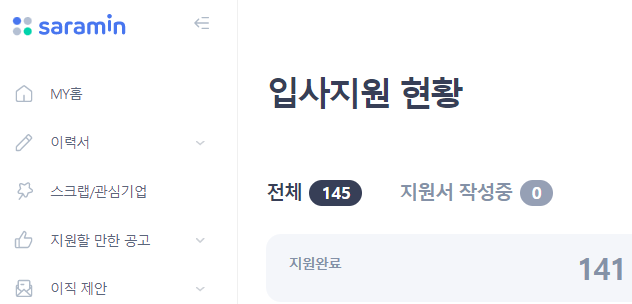 saramin
MY홈
이력서
스크랩/관심기업
지원할 만한 공고
이직 제안
입사지원 현황
전체 145 지원서 작성중 0
지원완료 141